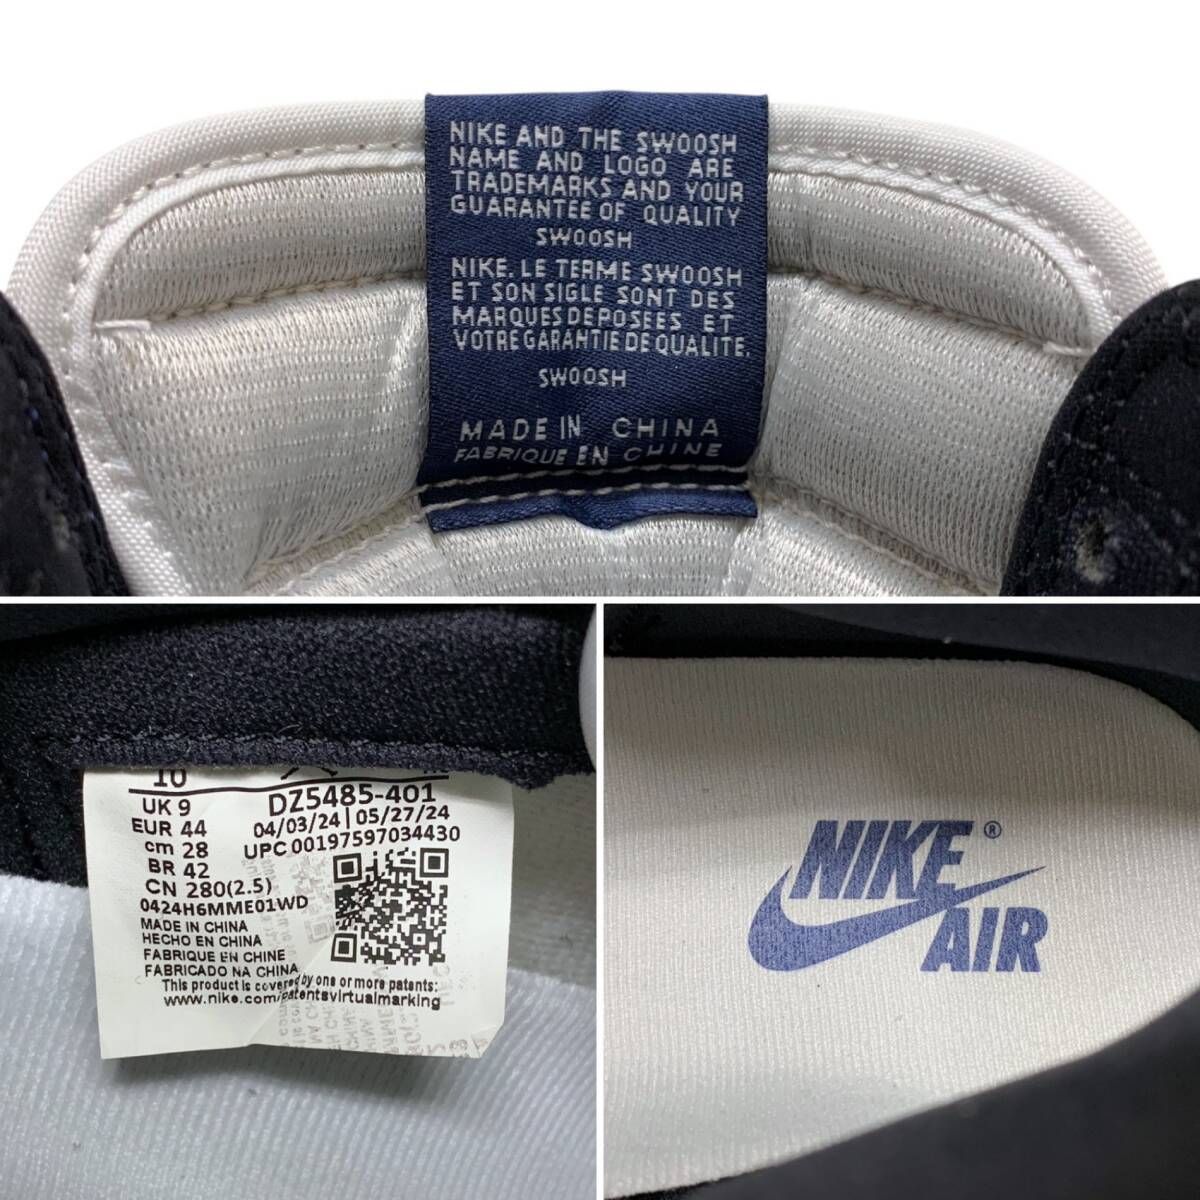 NIKE AND THE SWOOSH
NAME AND LOGO ARE
TRADEMARKS AND YOUR
GUARANTEE OF QUALITY
SWOOSH
NIKE. LE TERME SWOOSH
ET SON SIGLE SONT DES
MARQUES DEPOSEES ET
VOTRE GARANTIE DE QUALITE.
SWOOSH
MADE IN CHINA
FABRIQUE EN CHINE
10
UK 9
EUR 44
cm 28
BR 42
CN 280(2.5)
0424H6MME01WD
DZ5485-401
04/03/24 | 05/27/24
UPC 00197597034430
MADE IN CHINA
HECHO EN CHINA
FABRIQUE EN CHINE
FABRICADO NA CHINA
This product is covered by one or more patents:
www.nike.com/patentsvirtualmarking
NIKE®
AIR